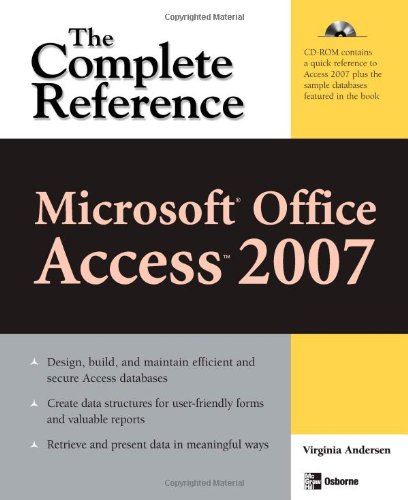 Copyrighted Material
The
Complete
Reference
CD-ROM contains
a quick reference to
Access 2007 plus the
sample databases
featured in the book
Microsoft® Office
Access™ 2007
Design, build, and maintain efficient and
secure Access databases
Create data structures for user-friendly forms
and valuable reports
Retrieve and present data in meaningful ways
Virginia Andersen
Mc
Graw
Hill
Osborne
Copyrighted Material